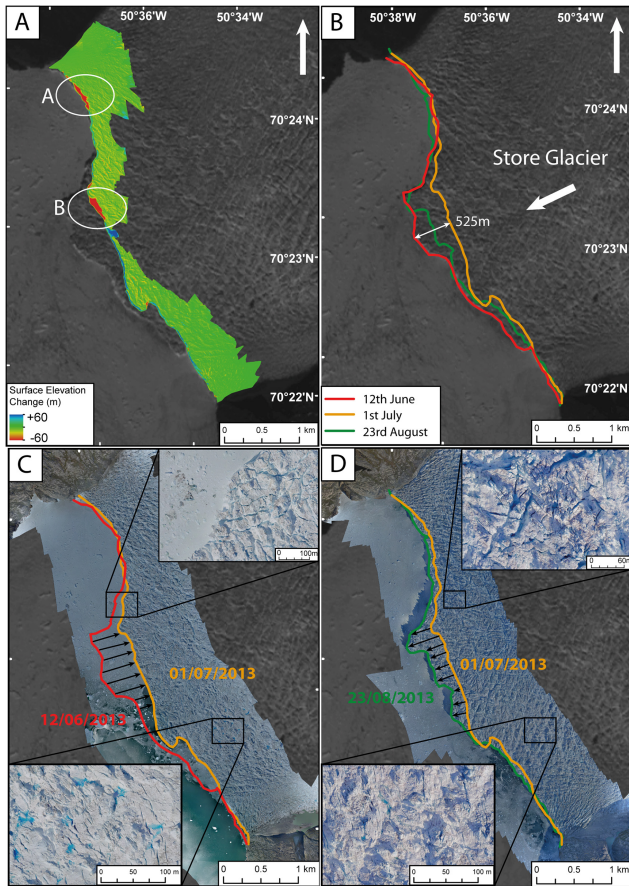 A
50°36'W
50°34'W
A
B
70°24'N
70°23'N
70°22'N
Surface Elevation
Change (m)
+60
-60
0
0.5
1 km
B
50°38'W
50°36'W
50°34'W
70°24'N
Store Glacier
525m
70°23'N
70°22'N
12th June
1st July
23rd August
0
0.5
1 km
C
0
100m
01/07/2013
12/06/2013
0
50
100 m
0
0.5
1 km
D
0
60m
01/07/2013
23/08/2013
0
50
100 m
0
0.5
1 km